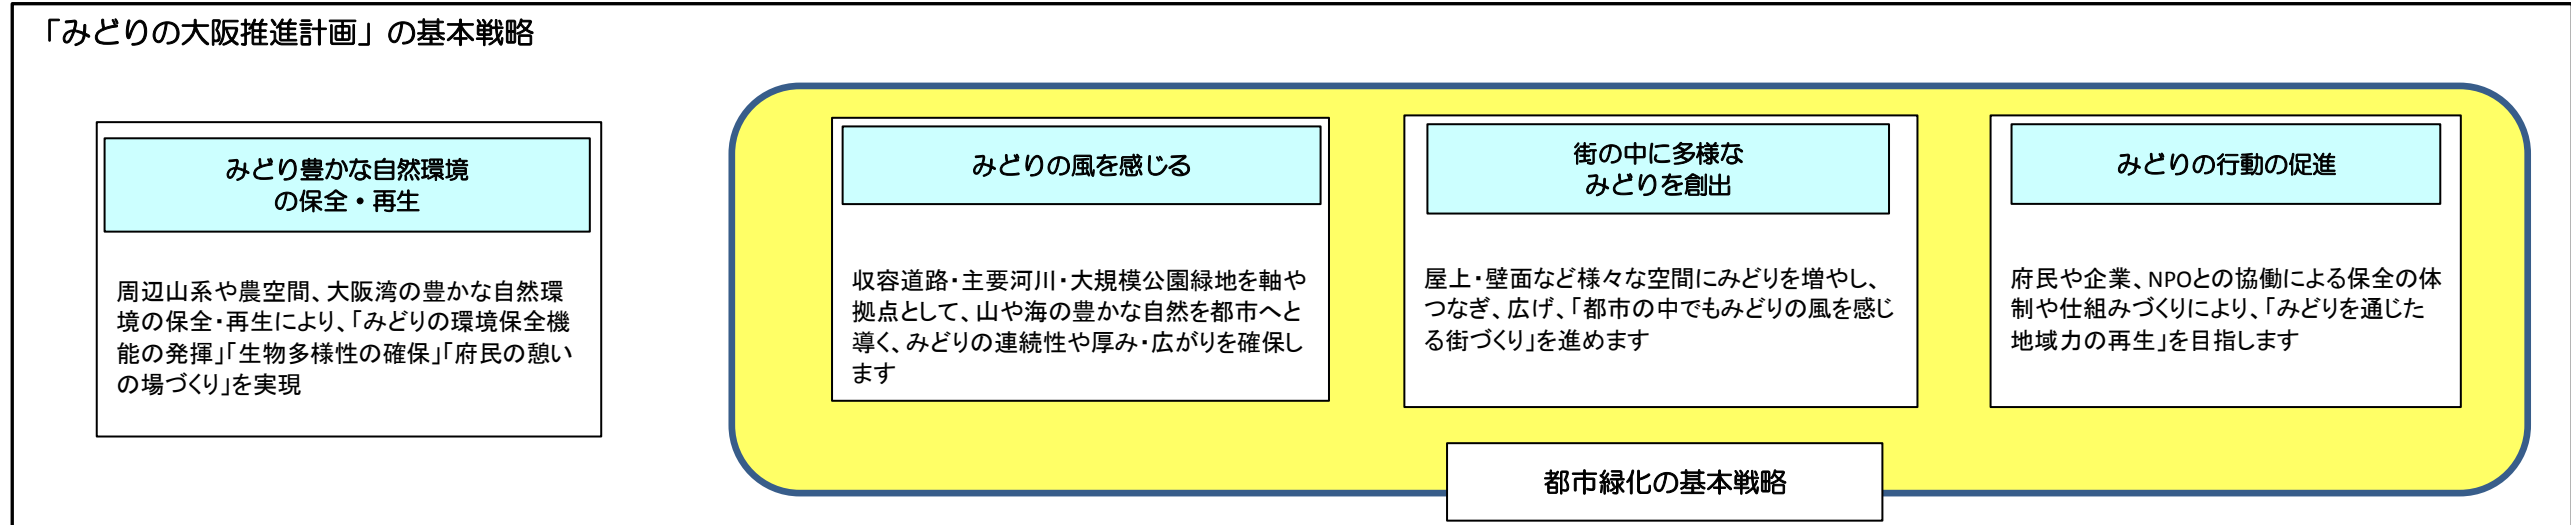 「みどりの大阪推進計画」の基本戦略
みどり豊かな自然環境
の保全・再生
周辺山系や農空間、大阪湾の豊かな自然環
境の保全・再生により、「みどりの環境保全機
能の発揮」「生物多様性の確保」「府民の憩い
の場づくり」を実現
みどりの風を感じる
収容道路・主要河川・大規模公園緑地を軸や
拠点として、山や海の豊かな自然を都市へと
導く、みどりの連続性や厚み・広がりを確保し
ます
街の中に多様な
みどりを創出
屋上・壁面など様々な空間にみどりを増やし、
つなぎ、広げ、「都市の中でもみどりの風を感じ
る街づくり」を進めます
みどりの行動の促進
府民や企業、NPOとの協働による保全の体
制や仕組みづくりにより、「みどりを通じた
地域力の再生」を目指します
都市緑化の基本戦略